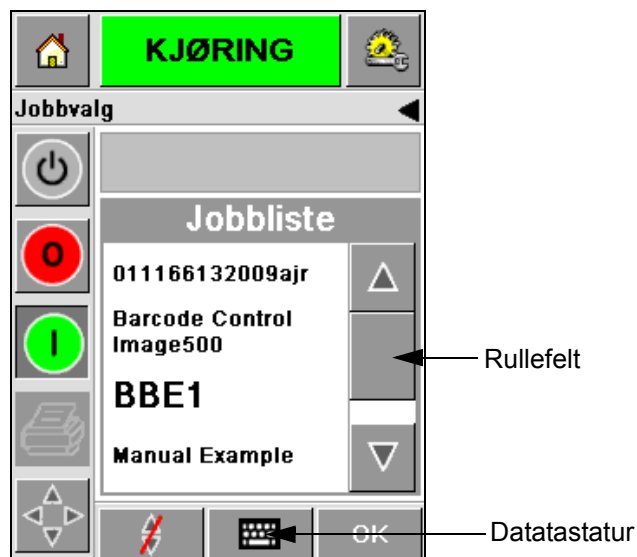 KJØRING
Jobbvalg
Jobbliste
O
011166132009ajr
I
Barcode Control
Image500
Rullefelt
BBE1
Manual Example
OK
Datatastatur